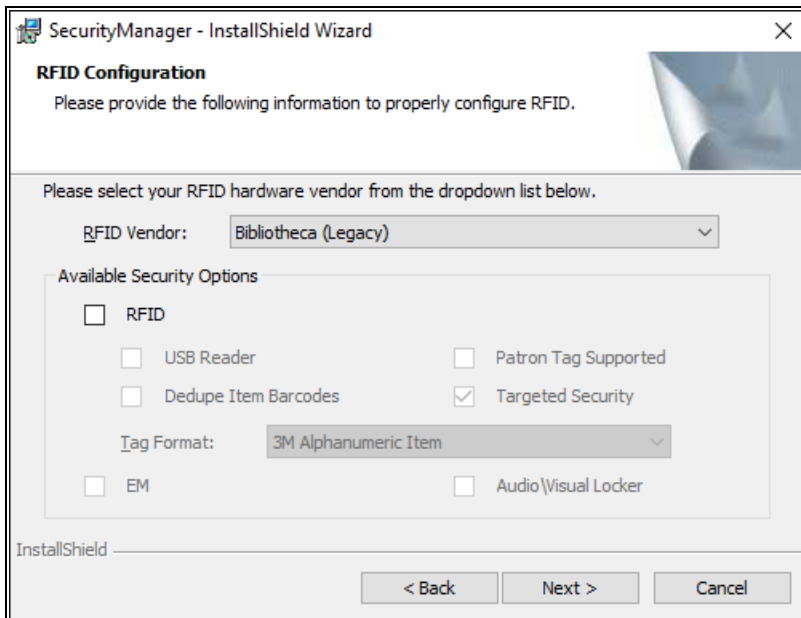 SecurityManager - InstallShield Wizard
RFID Configuration
Please provide the following information to properly configure RFID.
Please select your RFID hardware vendor from the dropdown list below.
RFID Vendor: Bibliotheca (Legacy)
Available Security Options
RFID
USB Reader Patron Tag Supported
Dedupe Item Barcodes Targeted Security
Tag Format: 3M Alphanumeric Item
EM Audio\Visual Locker
InstallShield
< Back Next > Cancel